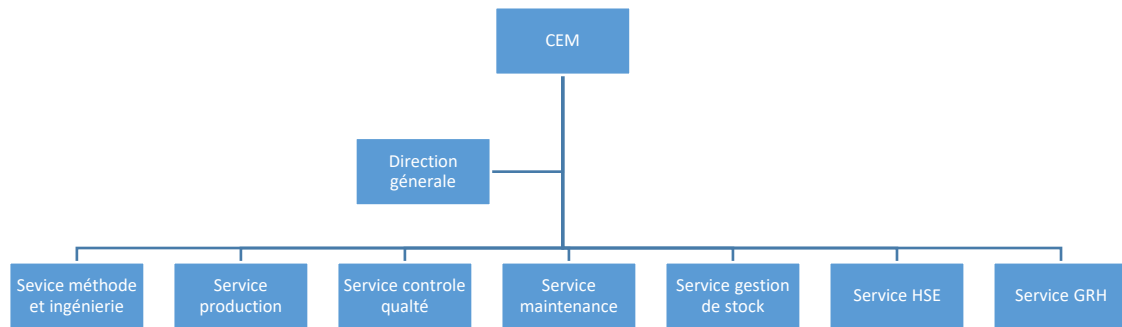 CEM
Direction
génerale
Sevice méthode
et ingénierie
Service
production
Service controle
qualté
Service
maintenance
Service gestion
de stock
Service HSE
Service GRH